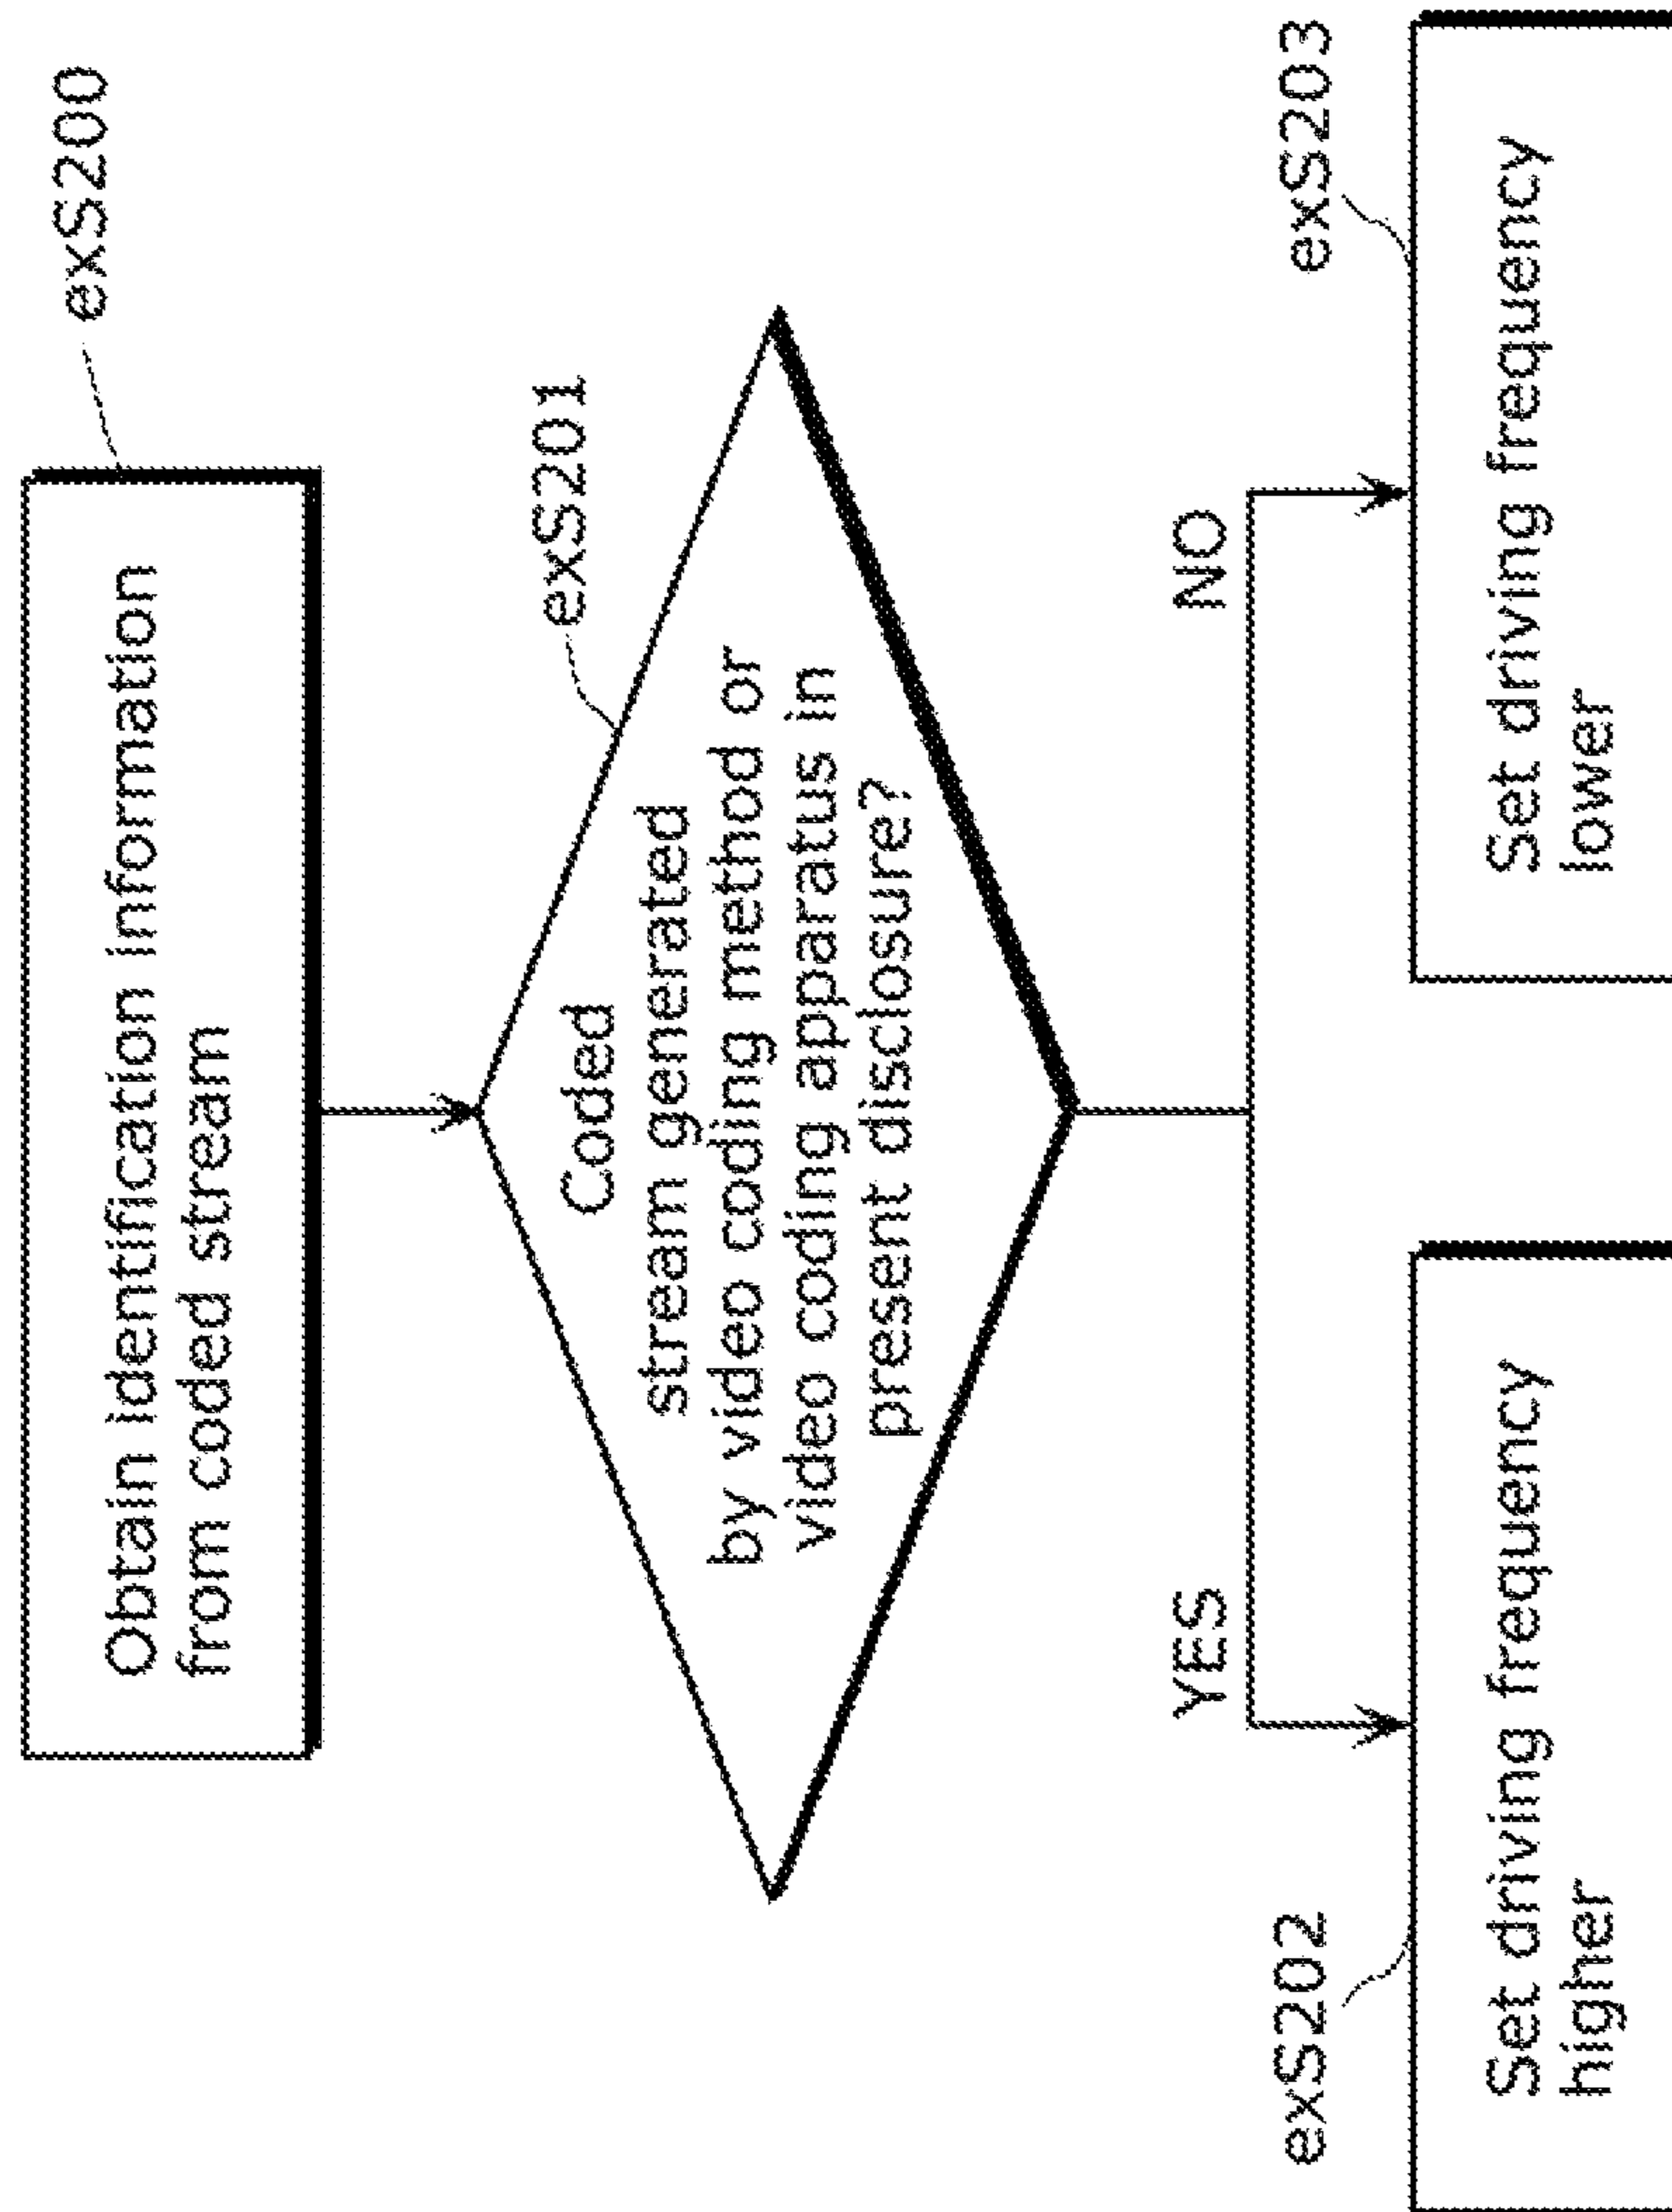 exS200
Obtain identification information
from coded stream
exS201
Coded
stream generated
by video coding method or
video coding apparatus in
present disclosure?
YES
NO
exS202
Set driving frequency
higher
exS203
Set driving frequency
lower